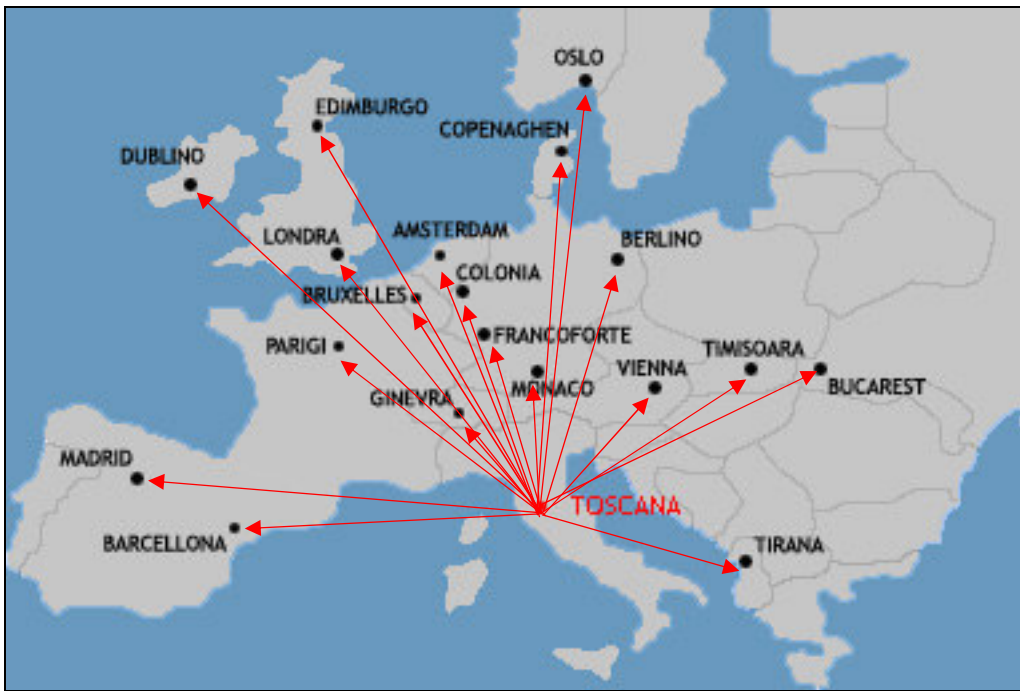 OSLO
EDIMBURGO
COPENAGHEN
DUBLINO
LONDRA
AMSTERDAM
BERLINO
COLONIA
BRUXELLES
FRANCOFORTE
PARIGI
TIMISOARA
VIENNA
MONACO
BUCAREST
GINEVRA
MADRID
TOSCANA
BARCELLONA
TIRANA